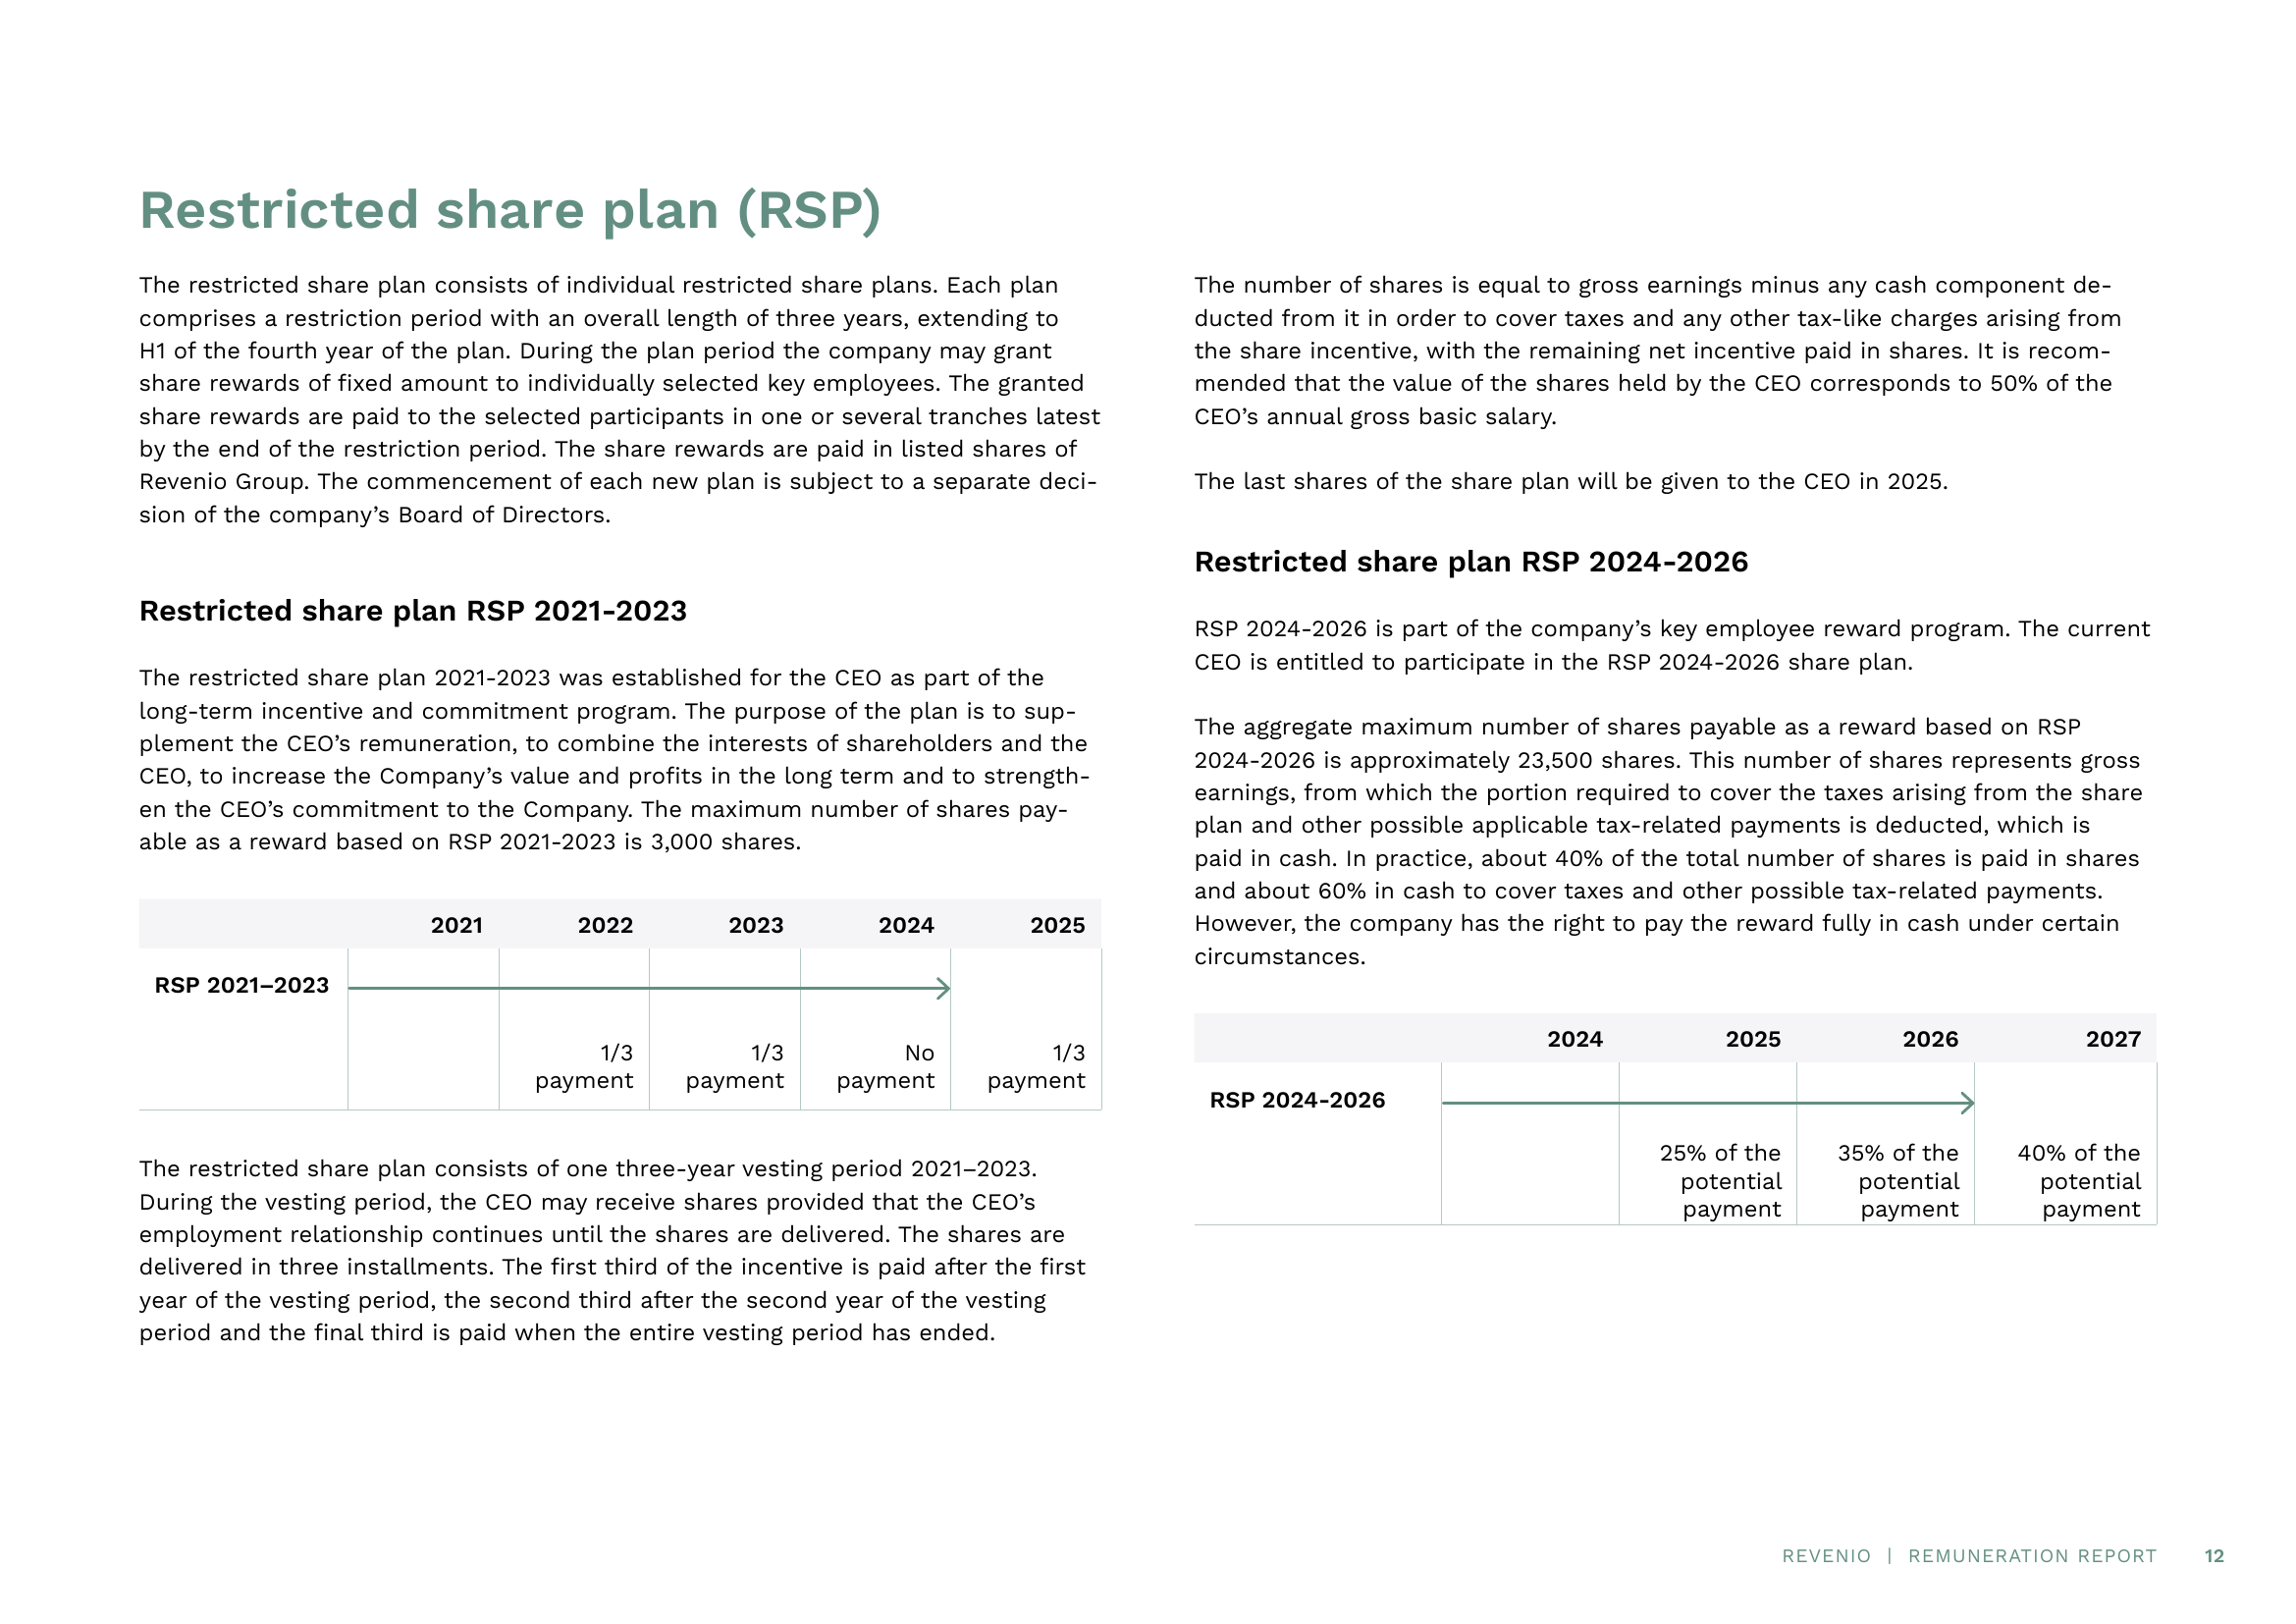 Restricted share plan (RSP)
The restricted share plan consists of individual restricted share plans. Each plan
comprises a restriction period with an overall length of three years, extending to
H1 of the fourth year of the plan. During the plan period the company may grant
share rewards of fixed amount to individually selected key employees. The granted
share rewards are paid to the selected participants in one or several tranches latest
by the end of the restriction period. The share rewards are paid in listed shares of
Revenio Group. The commencement of each new plan is subject to a separate deci-
sion of the company’s Board of Directors.
Restricted share plan RSP 2021-2023
The restricted share plan 2021-2023 was established for the CEO as part of the
long-term incentive and commitment program. The purpose of the plan is to sup-
plement the CEO’s remuneration, to combine the interests of shareholders and the
CEO, to increase the Company’s value and profits in the long term and to strength-
en the CEO’s commitment to the Company. The maximum number of shares pay-
able as a reward based on RSP 2021-2023 is 3,000 shares.
2021 2022 2023 2024 2025
RSP 2021–2023
1/3 1/3 No 1/3
payment payment payment payment
The restricted share plan consists of one three-year vesting period 2021–2023.
During the vesting period, the CEO may receive shares provided that the CEO’s
employment relationship continues until the shares are delivered. The shares are
delivered in three installments. The first third of the incentive is paid after the first
year of the vesting period, the second third after the second year of the vesting
period and the final third is paid when the entire vesting period has ended.
The number of shares is equal to gross earnings minus any cash component de-
ducted from it in order to cover taxes and any other tax-like charges arising from
the share incentive, with the remaining net incentive paid in shares. It is recom-
mended that the value of the shares held by the CEO corresponds to 50% of the
CEO’s annual gross basic salary.
The last shares of the share plan will be given to the CEO in 2025.
Restricted share plan RSP 2024-2026
RSP 2024-2026 is part of the company’s key employee reward program. The current
CEO is entitled to participate in the RSP 2024-2026 share plan.
The aggregate maximum number of shares payable as a reward based on RSP
2024-2026 is approximately 23,500 shares. This number of shares represents gross
earnings, from which the portion required to cover the taxes arising from the share
plan and other possible applicable tax-related payments is deducted, which is
paid in cash. In practice, about 40% of the total number of shares is paid in shares
and about 60% in cash to cover taxes and other possible tax-related payments.
However, the company has the right to pay the reward fully in cash under certain
circumstances.
2024 2025 2026 2027
RSP 2024-2026
25% of the 35% of the 40% of the
potential potential potential
payment payment payment
REVENIO | REMUNERATION REPORT 12